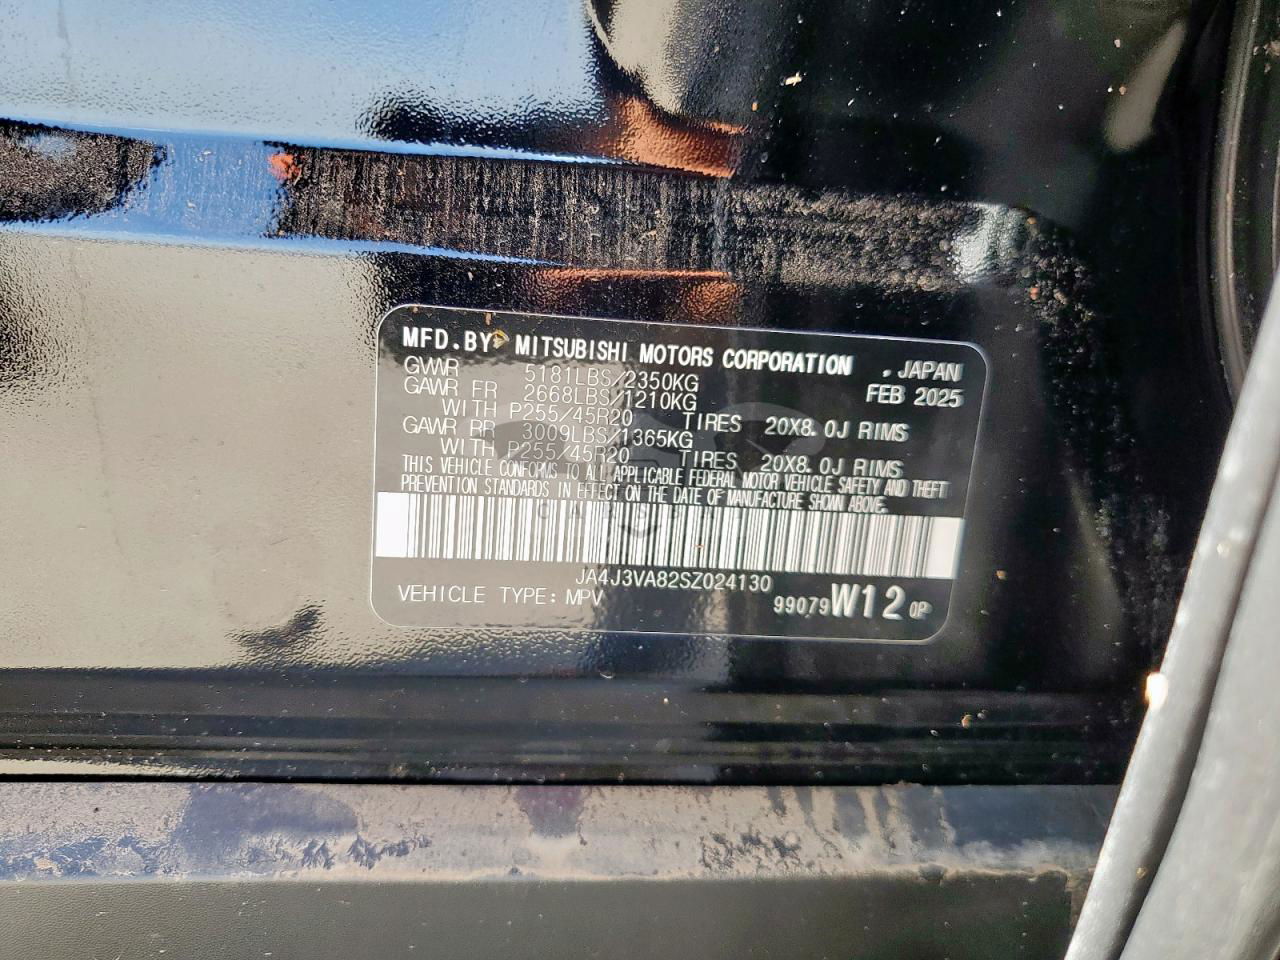 MFD.BY MITSUBISHI MOTORS CORPORATION , JAPAN
GVWR 5181LBS/2350KG FEB 2025
GAWR FR 2668LBS/1210KG
WITH P255/45R20 TIRES 20X8.0J RIMS
GAWR RR 3009LBS/1365KG
WITH P255/45R20 TIRES 20X8.0J RIMS
THIS VEHICLE CONFORMS TO ALL APPLICABLE FEDERAL MOTOR VEHICLE SAFETY AND THEFT
PREVENTION STANDARDS IN EFFECT ON THE DATE OF MANUFACTURE SHOWN ABOVE.
JA4J3VA82SZ024130
VEHICLE TYPE: MPV 99079 W12 0P